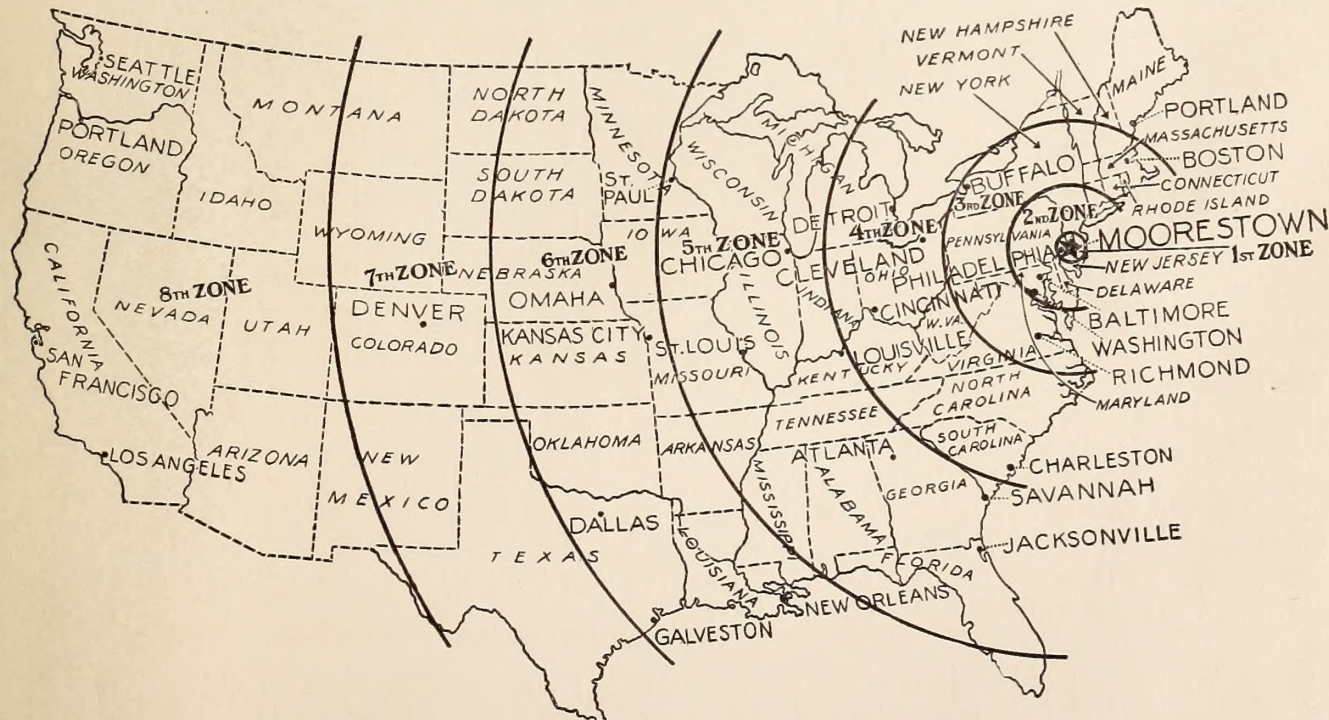 SEATTLE
WASHINGTON
PORTLAND
OREGON
MONTANA
IDAHO
WYOMING
NORTH
DAKOTA
SOUTH
DAKOTA
MINNESOTA
ST.
PAUL
WISCONSIN
MICHIGAN
NEW HAMPSHIRE
VERMONT
NEW YORK
MAINE
PORTLAND
MASSACHUSETTS
BOSTON
CONNECTICUT
RHODE ISLAND
BUFFALO
3RD ZONE
2ND ZONE
DETROIT
4TH ZONE
PENNSYLVANIA
MOORESTOWN
NEW JERSEY 1ST ZONE
DELAWARE
PHILADELPHIA
CLEVELAND
OHIO
CINCINNATI
W.VA.
BALTIMORE
WASHINGTON
RICHMOND
MARYLAND
IOWA
5TH ZONE
CHICAGO
ILLINOIS
INDIANA
6TH ZONE
NEBRASKA
OMAHA
7TH ZONE
8TH ZONE
CALIFORNIA
NEVADA
UTAH
DENVER
COLORADO
KANSAS CITY
KANSAS
ST. LOUIS
MISSOURI
LOUISVILLE
KENTUCKY
VIRGINIA
NORTH
CAROLINA
TENNESSEE
SOUTH
CAROLINA
SAN
FRANCISCO
LOS ANGELES
ARIZONA
NEW
MEXICO
OKLAHOMA
ARKANSAS
MISSISSIPPI
ALABAMA
ATLANTA
GEORGIA
CHARLESTON
SAVANNAH
JACKSONVILLE
FLORIDA
DALLAS
TEXAS
LOUISIANA
NEW ORLEANS
GALVESTON